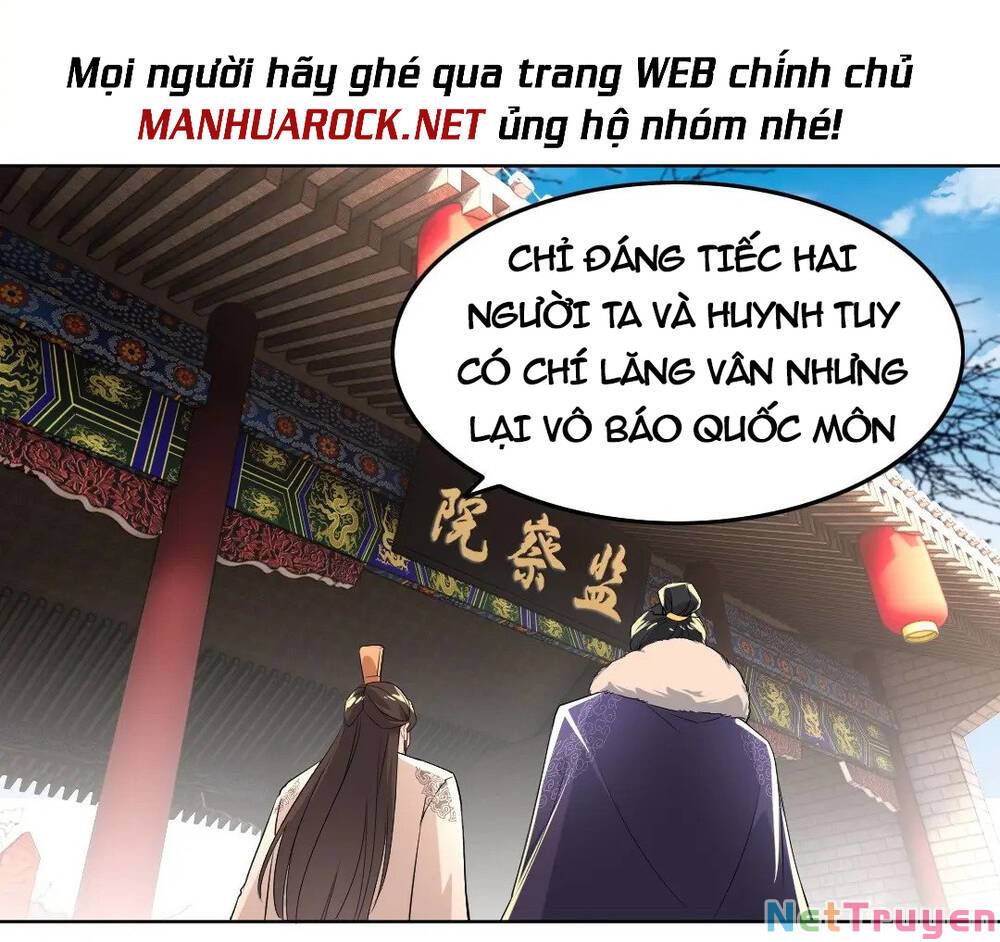 Mọi người hãy ghé qua trang WEB chính chủ
MANHUAROCK.NET ủng hộ nhóm nhé!
CHỈ ĐÁNG TIẾC HAI
NGƯỜI TA VÀ HUYNH TUY
CÓ CHÍ LĂNG VÂN NHƯNG
LẠI VÔ BÁO QUỐC MÔN
院察监
NetTruyen